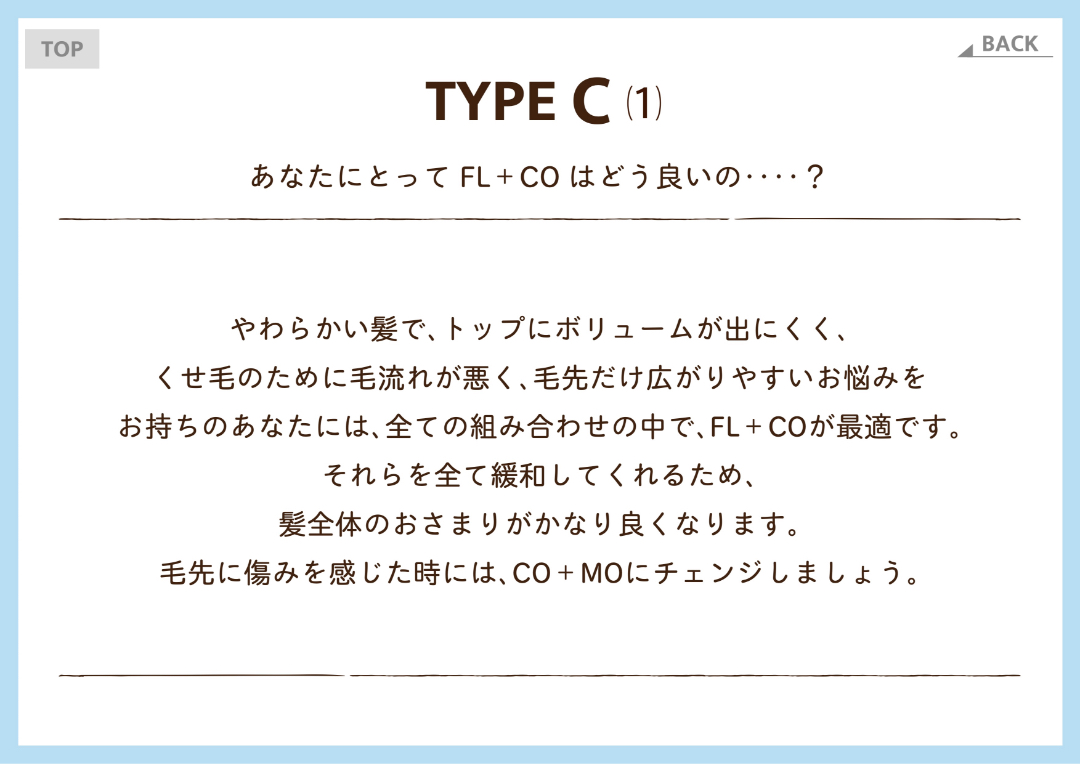 TOP
BACK
TYPE C (1)
あなたにとって FL＋CO はどう良いの‥‥？
やわらかい髪で、トップにボリュームが出にくく、
くせ毛のために毛流れが悪く、毛先だけ広がりやすいお悩みを
お持ちのあなたには、全ての組み合わせの中で、FL＋COが最適です。
それらを全て緩和してくれるため、
髪全体のおさまりがかなり良くなります。
毛先に傷みを感じた時には、CO＋MOにチェンジしましょう。